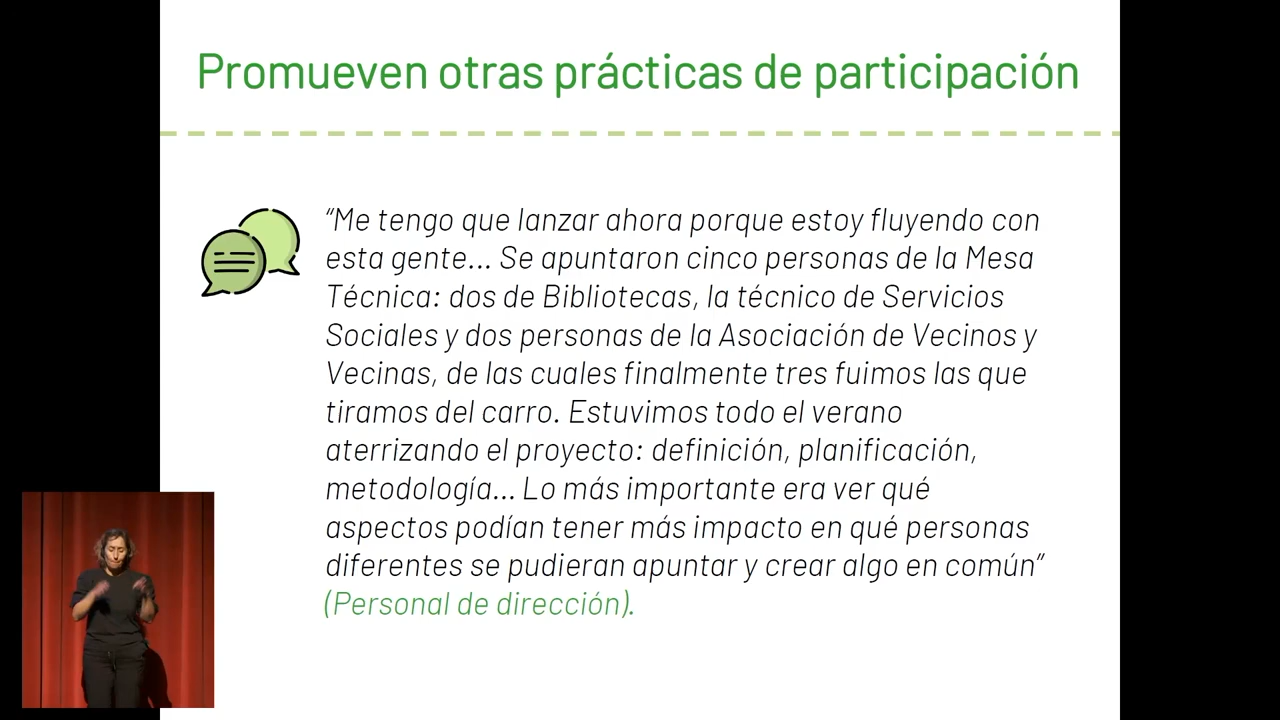 Promueven otras prácticas de participación
“Me tengo que lanzar ahora porque estoy fluyendo con
esta gente... Se apuntaron cinco personas de la Mesa
Técnica: dos de Bibliotecas, la técnico de Servicios
Sociales y dos personas de la Asociación de Vecinos y
Vecinas, de las cuales finalmente tres fuimos las que
tiramos del carro. Estuvimos todo el verano
aterrizando el proyecto: definición, planificación,
metodología... Lo más importante era ver qué
aspectos podían tener más impacto en qué personas
diferentes se pudieran apuntar y crear algo en común”
(Personal de dirección).